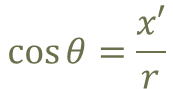 cos θ = x′/r